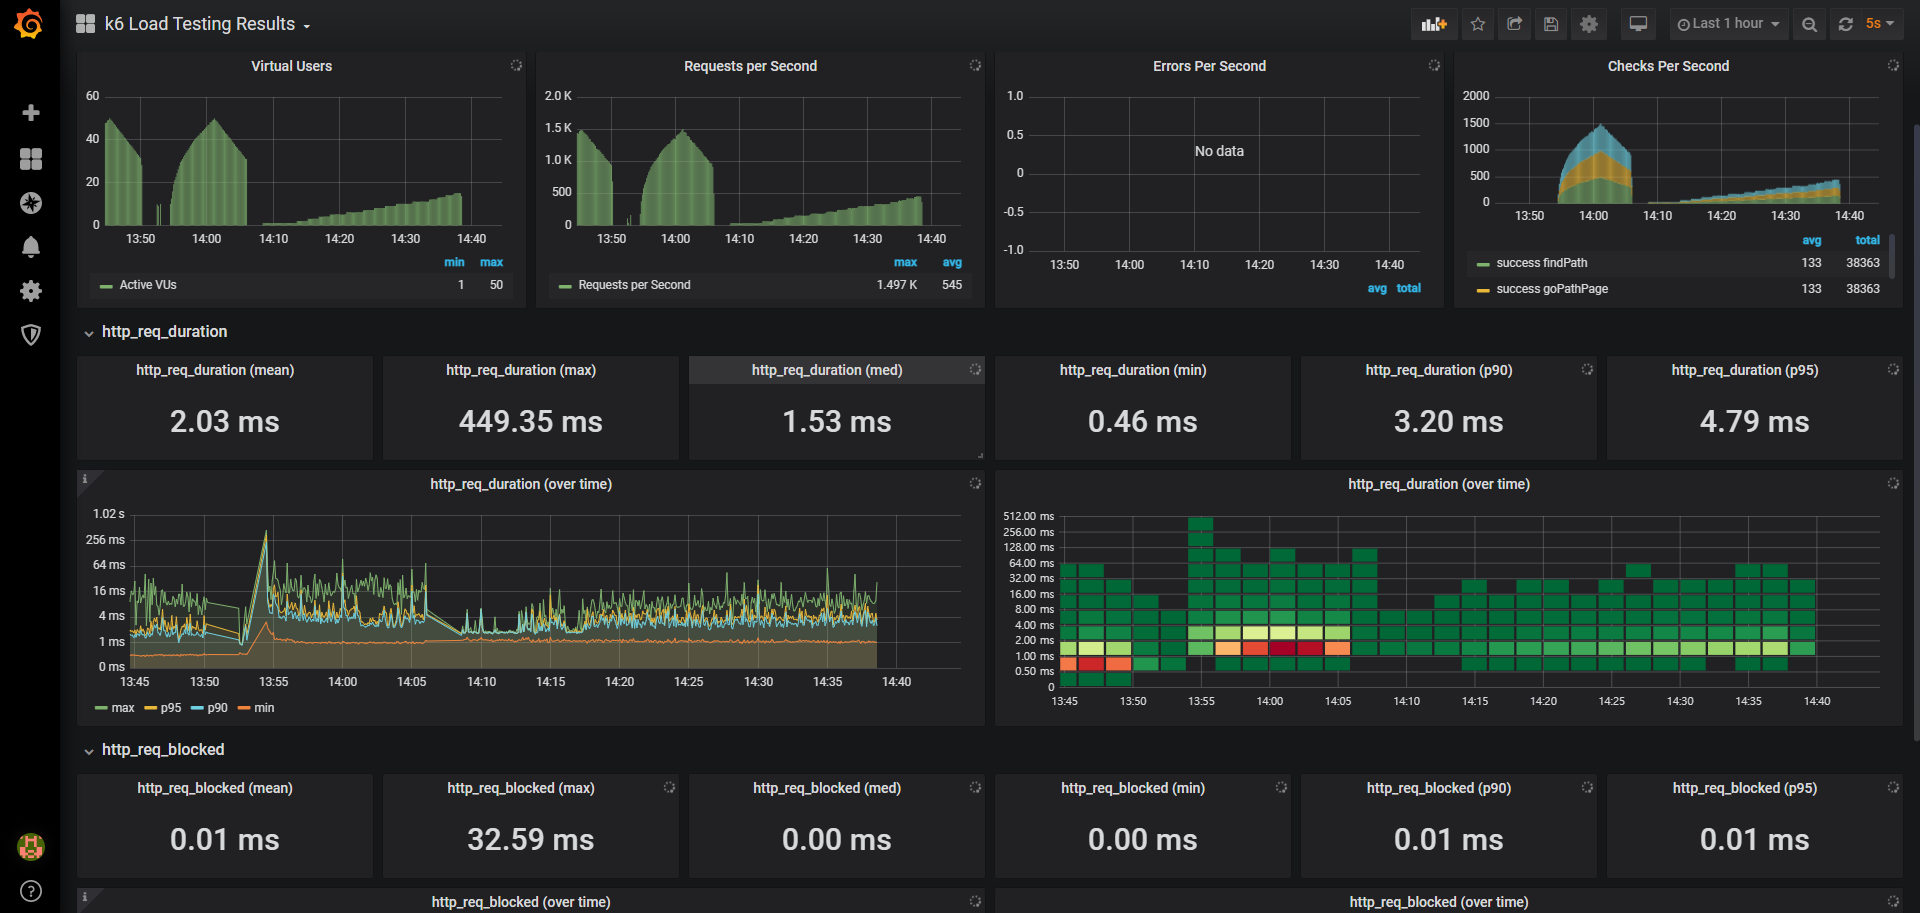 k6 Load Testing Results
Last 1 hour
5s
Virtual Users
60
40
20
0
13:50 14:00 14:10 14:20 14:30 14:40
min max
Active VUs 1 50
Requests per Second
2.0 K
1.5 K
1.0 K
500
0
13:50 14:00 14:10 14:20 14:30 14:40
max avg
Requests per Second 1.497 K 545
Errors Per Second
1.0
0.5
0
-0.5
-1.0
No data
13:50 14:00 14:10 14:20 14:30 14:40
avg total
Checks Per Second
2000
1500
1000
500
0
13:50 14:00 14:10 14:20 14:30 14:40
avg total
success findPath 133 38363
success goPathPage 133 38363
http_req_duration
http_req_duration (mean)
2.03 ms
http_req_duration (max)
449.35 ms
http_req_duration (med)
1.53 ms
http_req_duration (min)
0.46 ms
http_req_duration (p90)
3.20 ms
http_req_duration (p95)
4.79 ms
i
http_req_duration (over time)
1.02 s
256 ms
64 ms
16 ms
4 ms
1 ms
0 ms
13:45 13:50 13:55 14:00 14:05 14:10 14:15 14:20 14:25 14:30 14:35 14:40
max p95 p90 min
http_req_duration (over time)
512.00 ms
256.00 ms
128.00 ms
64.00 ms
32.00 ms
16.00 ms
8.00 ms
4.00 ms
2.00 ms
1.00 ms
0.50 ms
0
13:45 13:50 13:55 14:00 14:05 14:10 14:15 14:20 14:25 14:30 14:35 14:40
http_req_blocked
http_req_blocked (mean)
0.01 ms
http_req_blocked (max)
32.59 ms
http_req_blocked (med)
0.00 ms
http_req_blocked (min)
0.00 ms
http_req_blocked (p90)
0.01 ms
http_req_blocked (p95)
0.01 ms
i
http_req_blocked (over time)
http_req_blocked (over time)